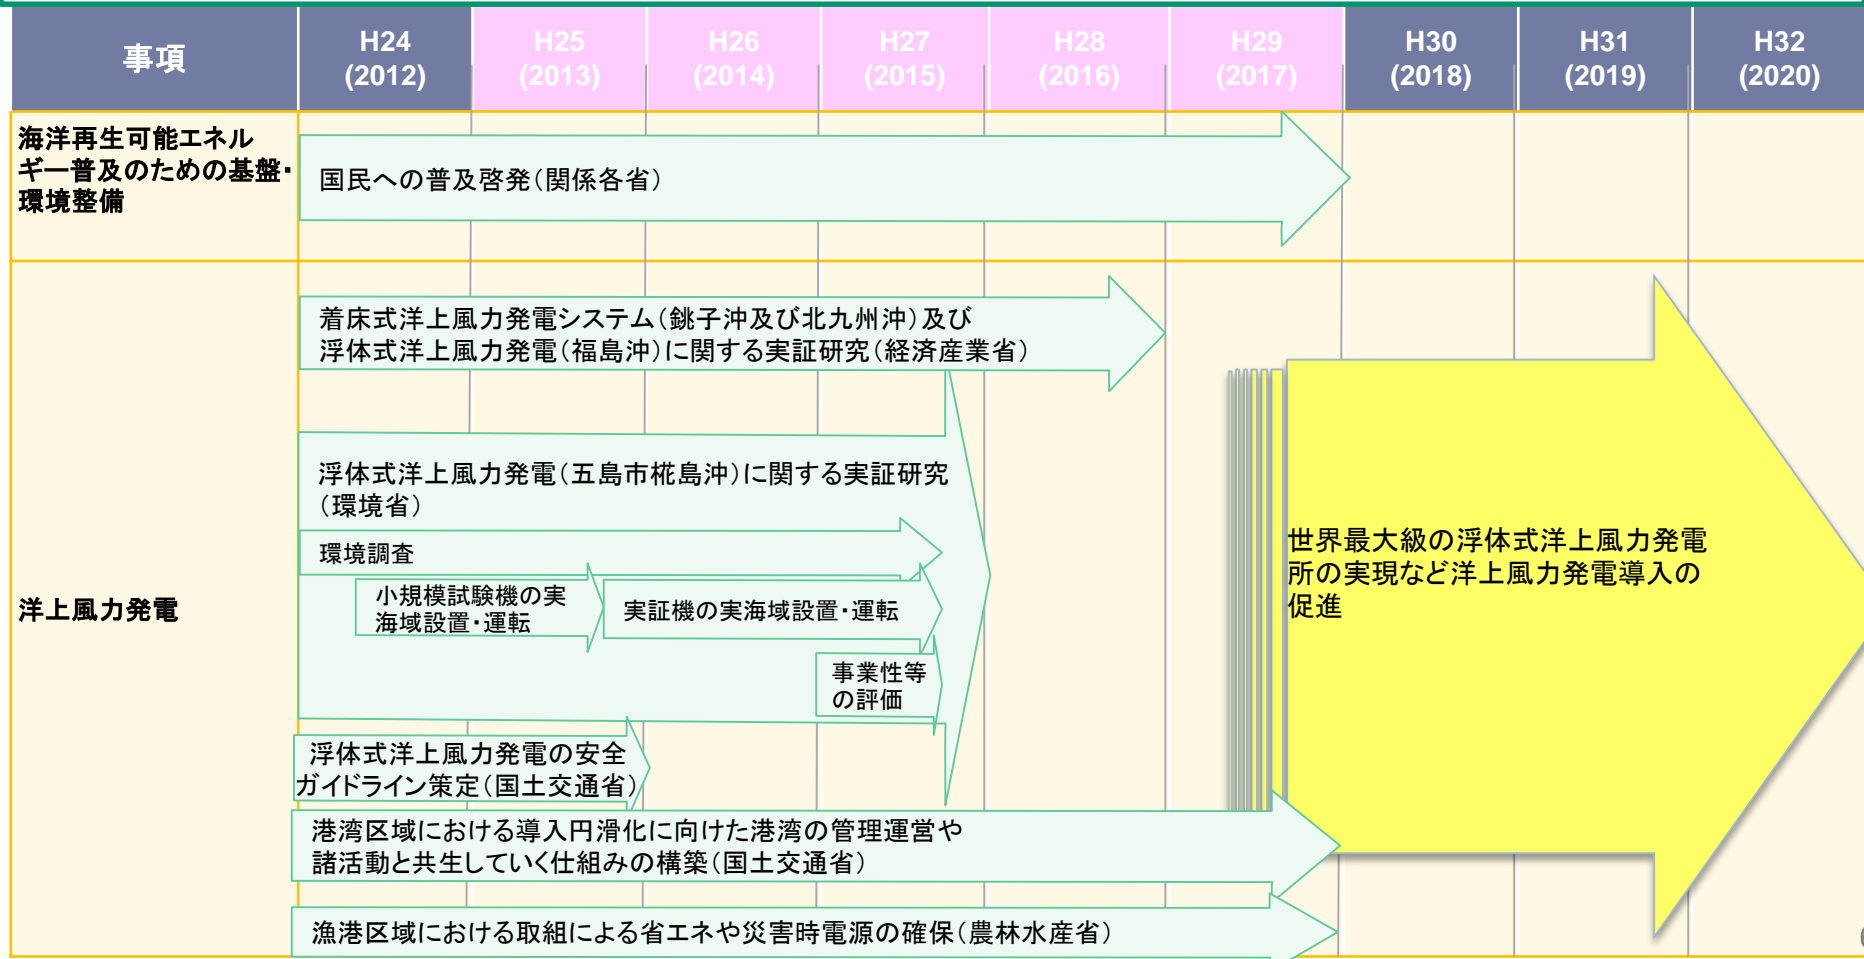 事項
H24
(2012)
H25
(2013)
H26
(2014)
H27
(2015)
H28
(2016)
H29
(2017)
H30
(2018)
H31
(2019)
H32
(2020)
海洋再生可能エネル
ギー普及のための基盤・
環境整備
国民への普及啓発(関係各省)
洋上風力発電
着床式洋上風力発電システム(銚子沖及び北九州沖)及び
浮体式洋上風力発電(福島沖)に関する実証研究(経済産業省)
浮体式洋上風力発電(五島市椛島沖)に関する実証研究
(環境省)
環境調査
小規模試験機の実
海域設置・運転
実証機の実海域設置・運転
事業性等
の評価
浮体式洋上風力発電の安全
ガイドライン策定(国土交通省)
港湾区域における導入円滑化に向けた港湾の管理運営や
諸活動と共生していく仕組みの構築(国土交通省)
漁港区域における取組による省エネや災害時電源の確保(農林水産省)
世界最大級の浮体式洋上風力発電
所の実現など洋上風力発電導入の
促進